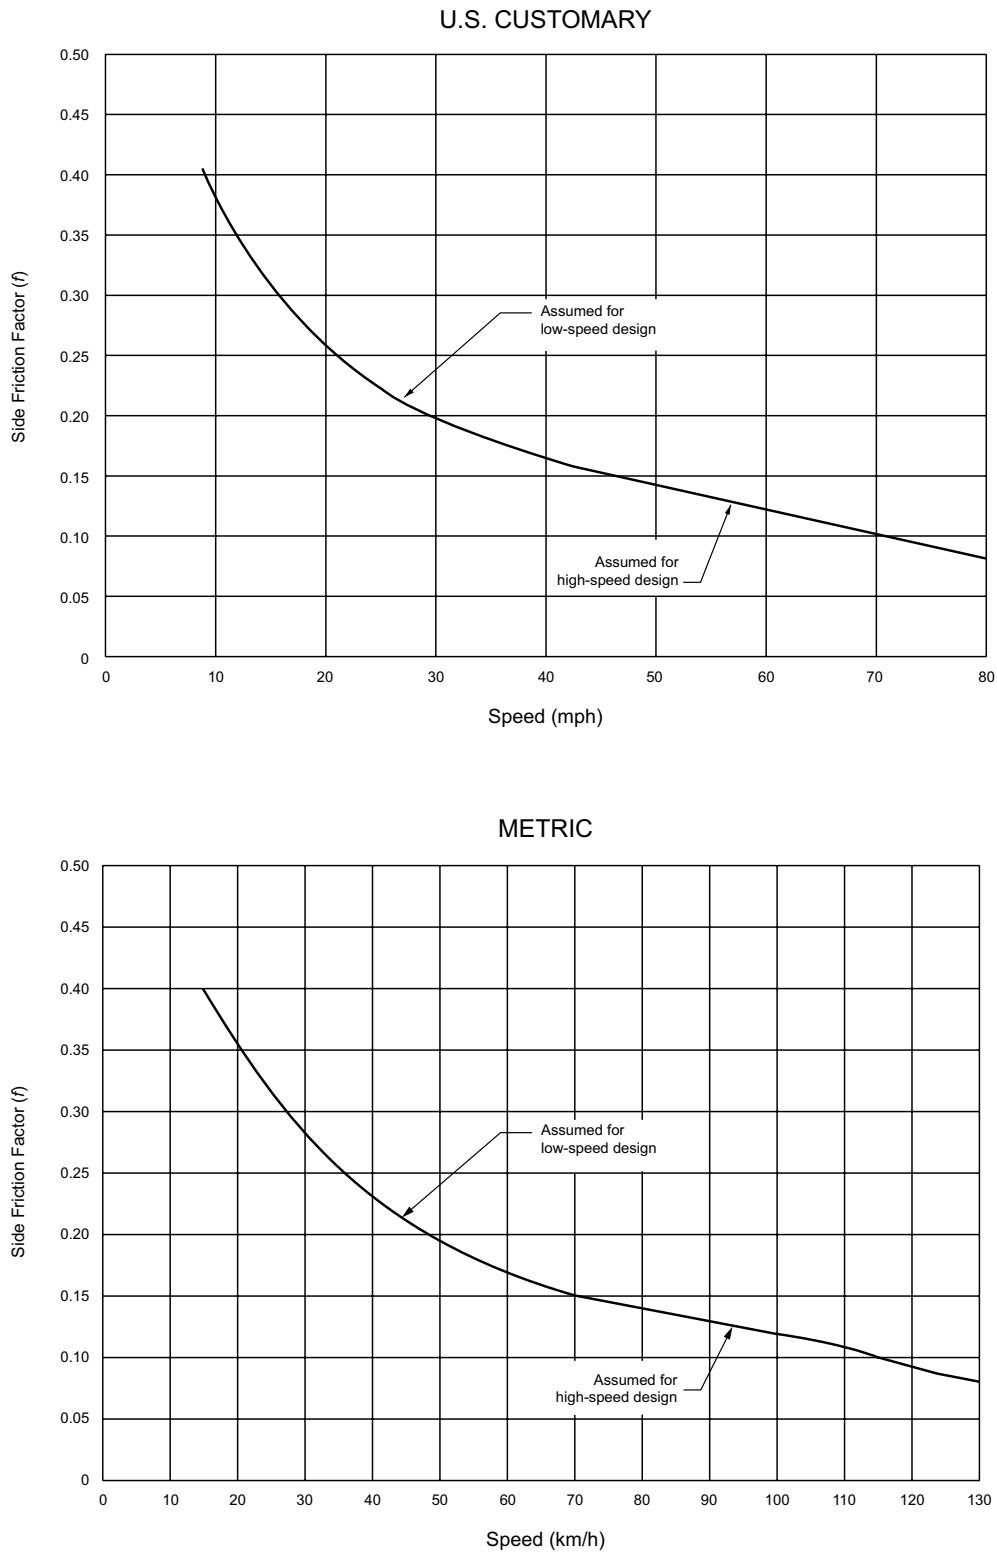 U.S. CUSTOMARY
0.50
0.45
0.40
0.35
0.30
0.25
0.20
0.15
0.10
0.05
0
Side Friction Factor (f)
Assumed for
low-speed design
Assumed for
high-speed design
0 10 20 30 40 50 60 70 80
Speed (mph)
METRIC
0.50
0.45
0.40
0.35
0.30
0.25
0.20
0.15
0.10
0.05
0
Side Friction Factor (f)
Assumed for
low-speed design
Assumed for
high-speed design
0 10 20 30 40 50 60 70 80 90 100 110 120 130
Speed (km/h)